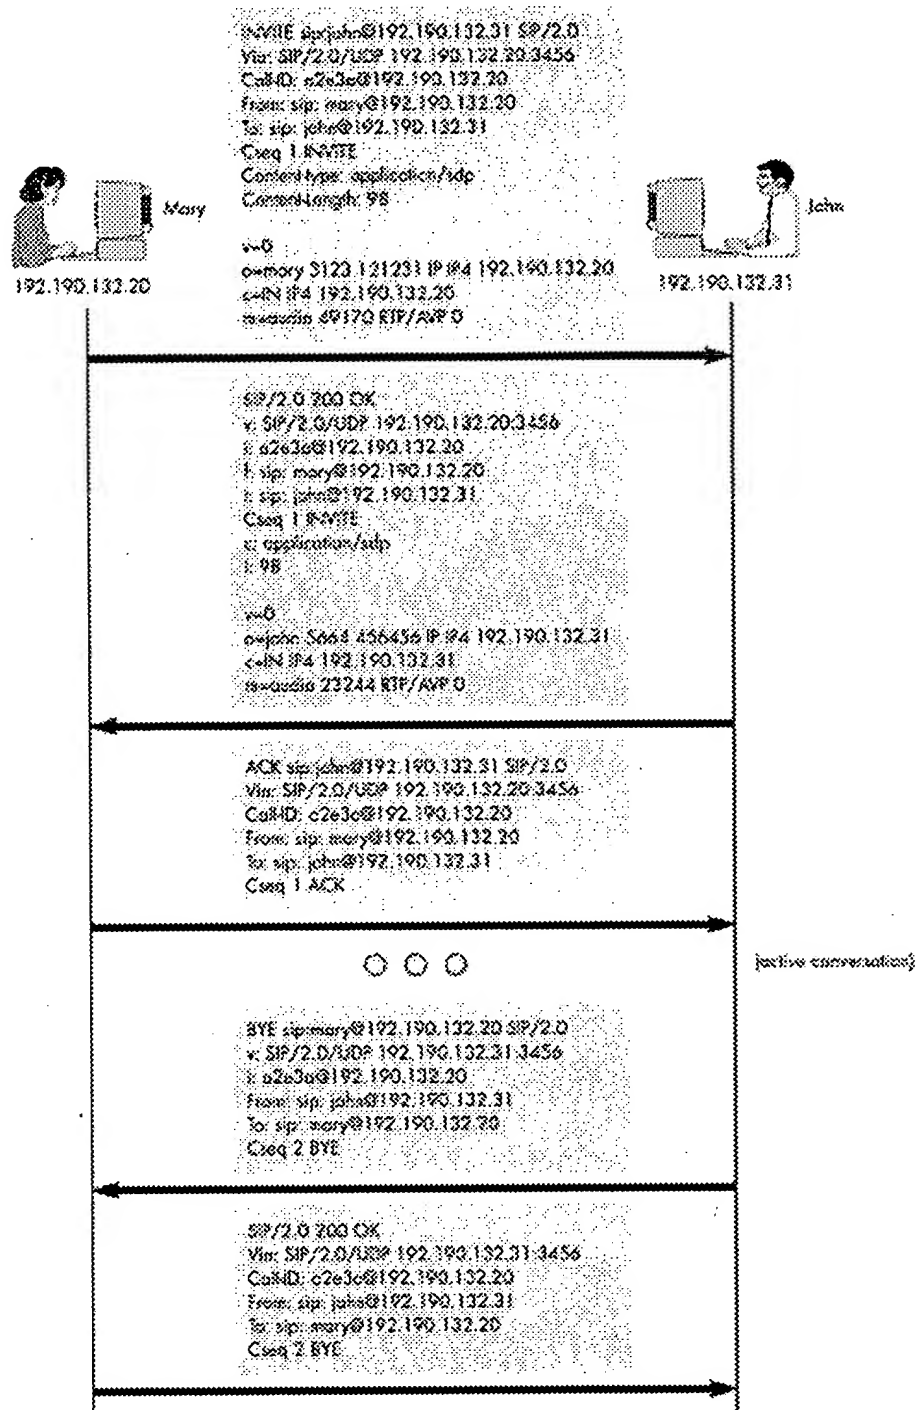 INVITE sip:john@192.190.132.31 SIP/2.0
Via: SIP/2.0/UDP 192.190.132.20:3456
Call-ID: a2e3a@192.190.132.20
From: sip: mary@192.190.132.20
To: sip: john@192.190.132.31
Cseq 1 INVITE
Content-type: application/sdp
Content-Length: 98
Mary
John
v=0
o=mary 3123 121231 IP IP4 192.190.132.20
192.190.132.20
192.190.132.31
c=IN IP4 192.190.132.20
m=audio 49170 RTP/AVP 0
SIP/2.0 200 OK
v: SIP/2.0/UDP 192.190.132.20:3456
i: a2e3a@192.190.132.20
f: sip: mary@192.190.132.20
t: sip: john@192.190.132.31
Cseq 1 INVITE
c: application/sdp
l: 98
v=0
o=john 5664 456456 IP IP4 192.190.132.31
c=IN IP4 192.190.132.31
m=audio 23244 RTP/AVP 0
ACK sip:john@192.190.132.31 SIP/2.0
Via: SIP/2.0/UDP 192.190.132.20:3456
Call-ID: a2e3a@192.190.132.20
From: sip: mary@192.190.132.20
To: sip: john@192.190.132.31
Cseq 1 ACK
(active conversation)
BYE sip:mary@192.190.132.20 SIP/2.0
v: SIP/2.0/UDP 192.190.132.31:3456
i: a2e3a@192.190.132.20
From: sip: john@192.190.132.31
To: sip: mary@192.190.132.20
Cseq 2 BYE
SIP/2.0 200 OK
Via: SIP/2.0/UDP 192.190.132.31:3456
Call-ID: a2e3a@192.190.132.20
From: sip: john@192.190.132.31
To: sip: mary@192.190.132.20
Cseq 2 BYE